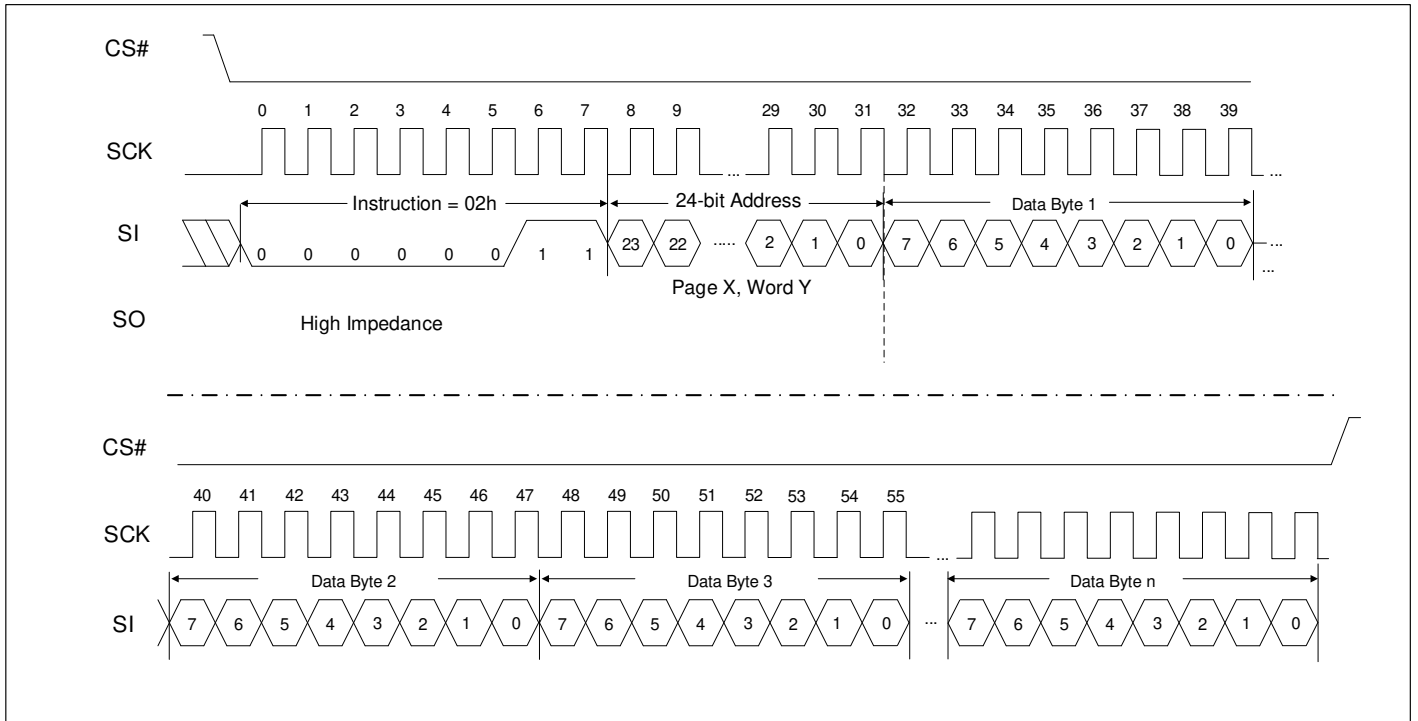 CS#
0 1 2 3 4 5 6 7 8 9 29 30 31 32 33 34 35 36 37 38 39
SCK ... ...
Instruction = 02h 24-bit Address Data Byte 1
SI 0 0 0 0 0 0 1 1 23 22 ..... 2 1 0 7 6 5 4 3 2 1 0 ...
...
Page X, Word Y
SO High Impedance
CS#
40 41 42 43 44 45 46 47 48 49 50 51 52 53 54 55
SCK ... ...
Data Byte 2 Data Byte 3 Data Byte n
SI 7 6 5 4 3 2 1 0 7 6 5 4 3 2 1 0 ... 7 6 5 4 3 2 1 0